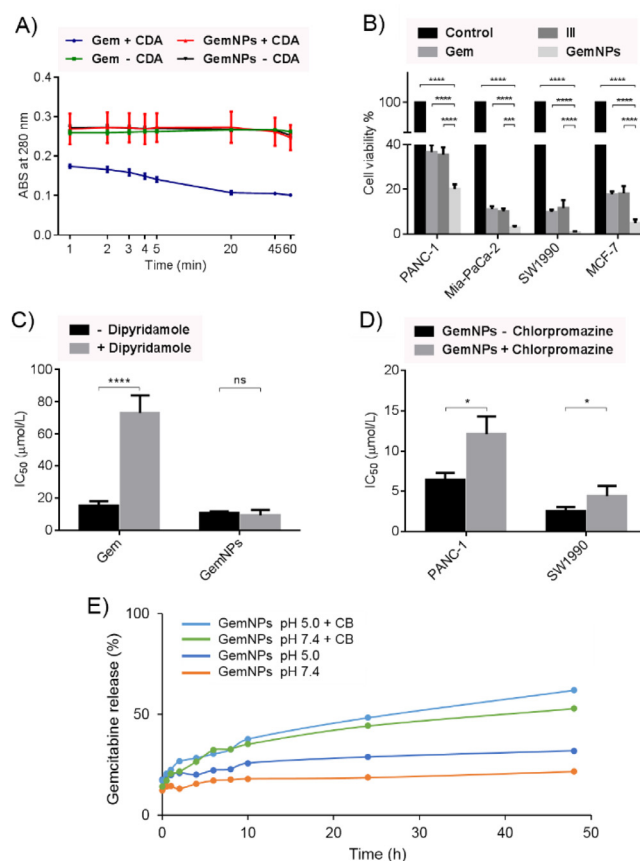 A)
Gem + CDA GemNPs + CDA
Gem - CDA GemNPs - CDA
ABS at 280 nm
0.4
0.3
0.2
0.1
0.0
1 2 3 4 5 20 45 60
Time (min)
B)
Control III
Gem GemNPs
Cell viability %
**** **** **** ****
**** **** **** ****
**** *** **** ****
100
40
20
0
PANC-1 Mia-PaCa-2 SW1990 MCF-7
C)
- Dipyridamole
+ Dipyridamole
IC50 (μmol/L)
100
80
60
40
20
0
**** ns
Gem GemNPs
D)
GemNPs - Chlorpromazine
GemNPs + Chlorpromazine
IC50 (μmol/L)
20
15
10
5
0
* *
PANC-1 SW1990
E)
GemNPs pH 5.0 + CB
GemNPs pH 7.4 + CB
GemNPs pH 5.0
GemNPs pH 7.4
Gemcitabine release (%)
100
50
0
0 10 20 30 40 50
Time (h)